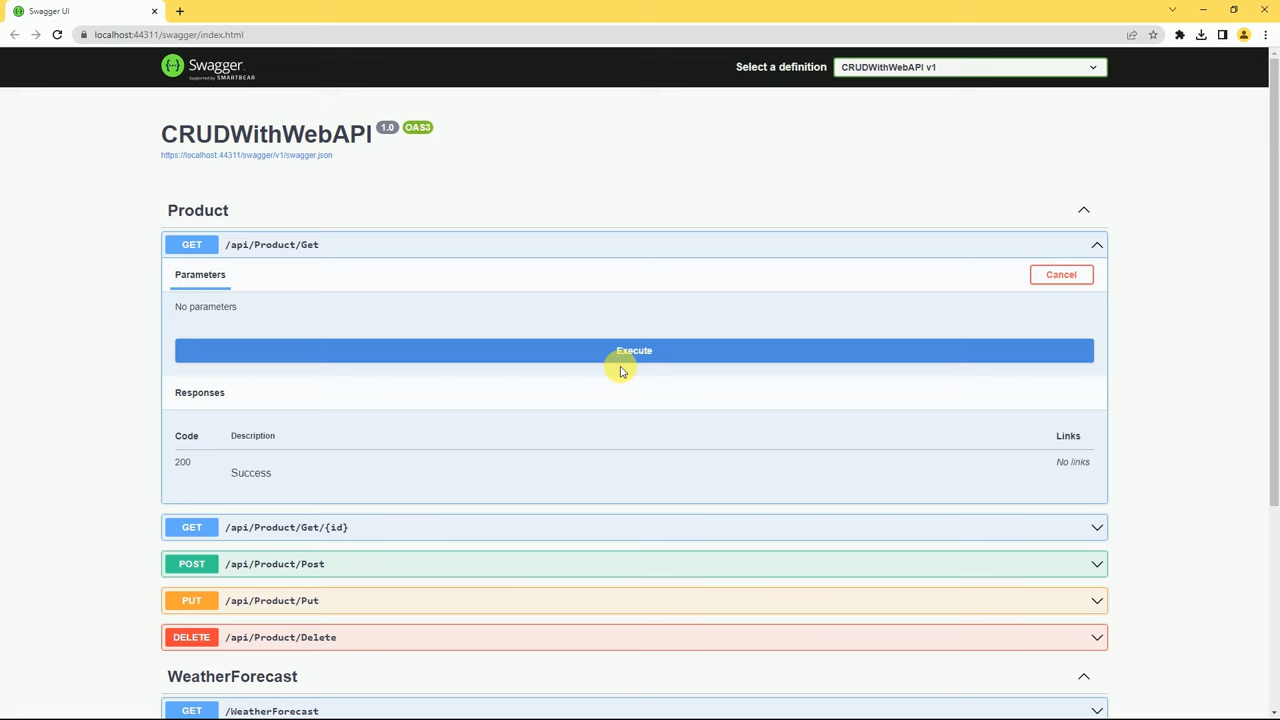 Swagger UI
localhost:44311/swagger/index.html
Swagger.
Supported by SMARTBEAR
Select a definition
CRUDWithWebAPI v1
CRUDWithWebAPI 1.0 OAS3
https://localhost:44311/swagger/v1/swagger.json
Product
GET /api/Product/Get
Parameters
Cancel
No parameters
Execute
Responses
Code Description Links
200 Success No links
GET /api/Product/Get/{id}
POST /api/Product/Post
PUT /api/Product/Put
DELETE /api/Product/Delete
WeatherForecast
GET /WeatherForecast